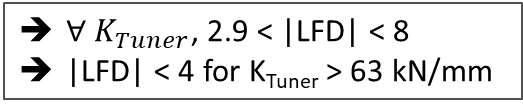 ➔ ∀ K_Tuner, 2.9 < |LFD| < 8
➔ |LFD| < 4 for K_Tuner > 63 kN/mm